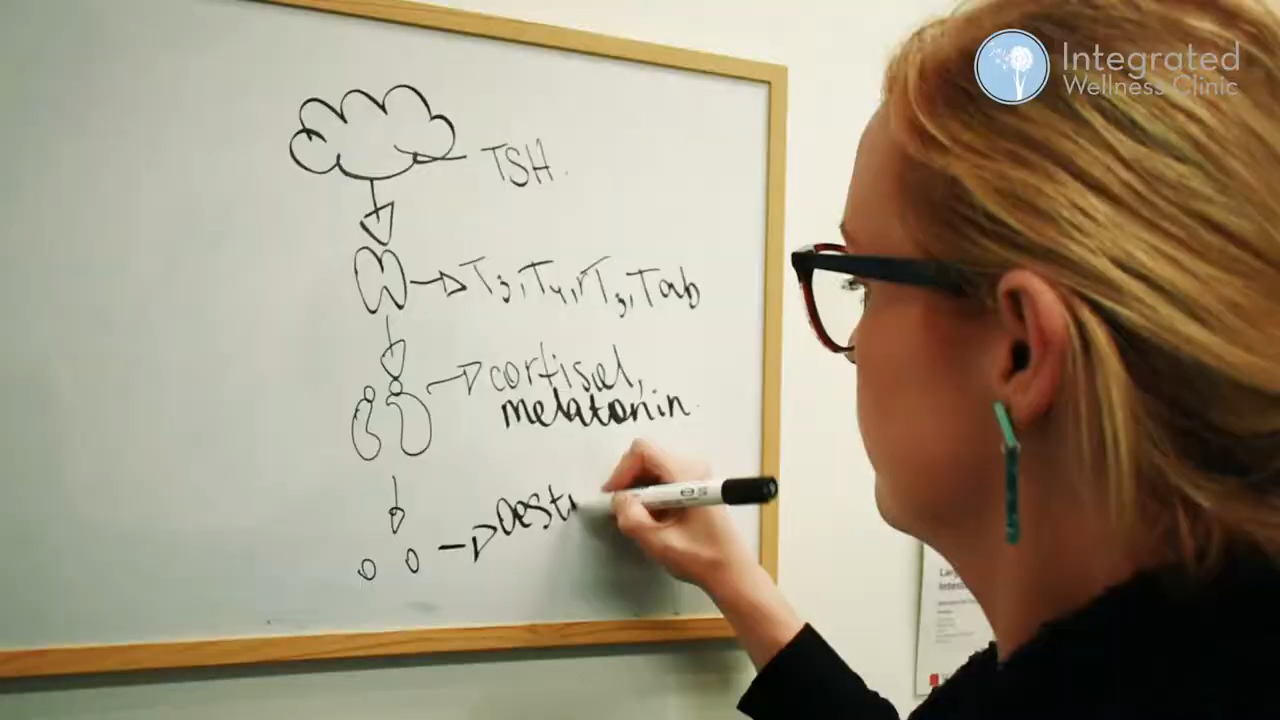 Integrated
Wellness Clinic
TSH.
T3, T4, rT3, Tab
cortisol,
melatonin.
Oest